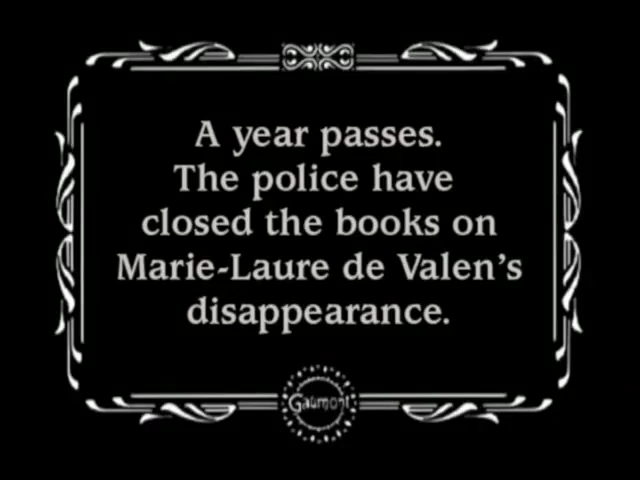 A year passes.
The police have
closed the books on
Marie-Laure de Valen's
disappearance.
Gaumont